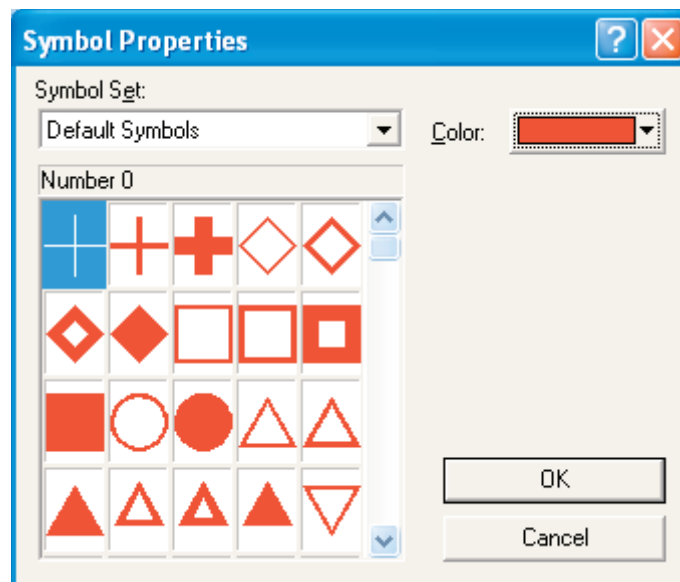 Symbol Properties
Symbol Set:
Default Symbols
Color:
Number 0
OK
Cancel